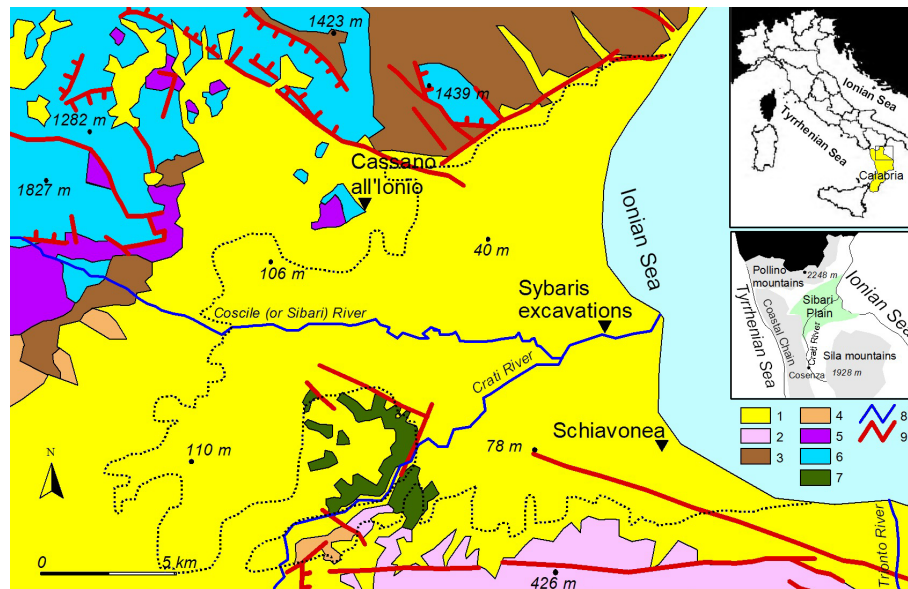 1423 m
1439 m
1282 m
1827 m
Cassano
all'Ionio
106 m
40 m
Ionian Sea
Sybaris
excavations
Coscile (or Sibari) River
Crati River
Schiavonea
110 m
78 m
N
0 5 km
426 m
Trionto River
Ionian Sea
Tyrrhenian Sea
Calabria
Pollino
mountains
2248 m
Sibari
Plain
Ionian Sea
Tyrrhenian Sea
Coastal Chain
Crati River
Cosenza
Sila mountains
1928 m
1 4 8
2 5 9
3 6
7